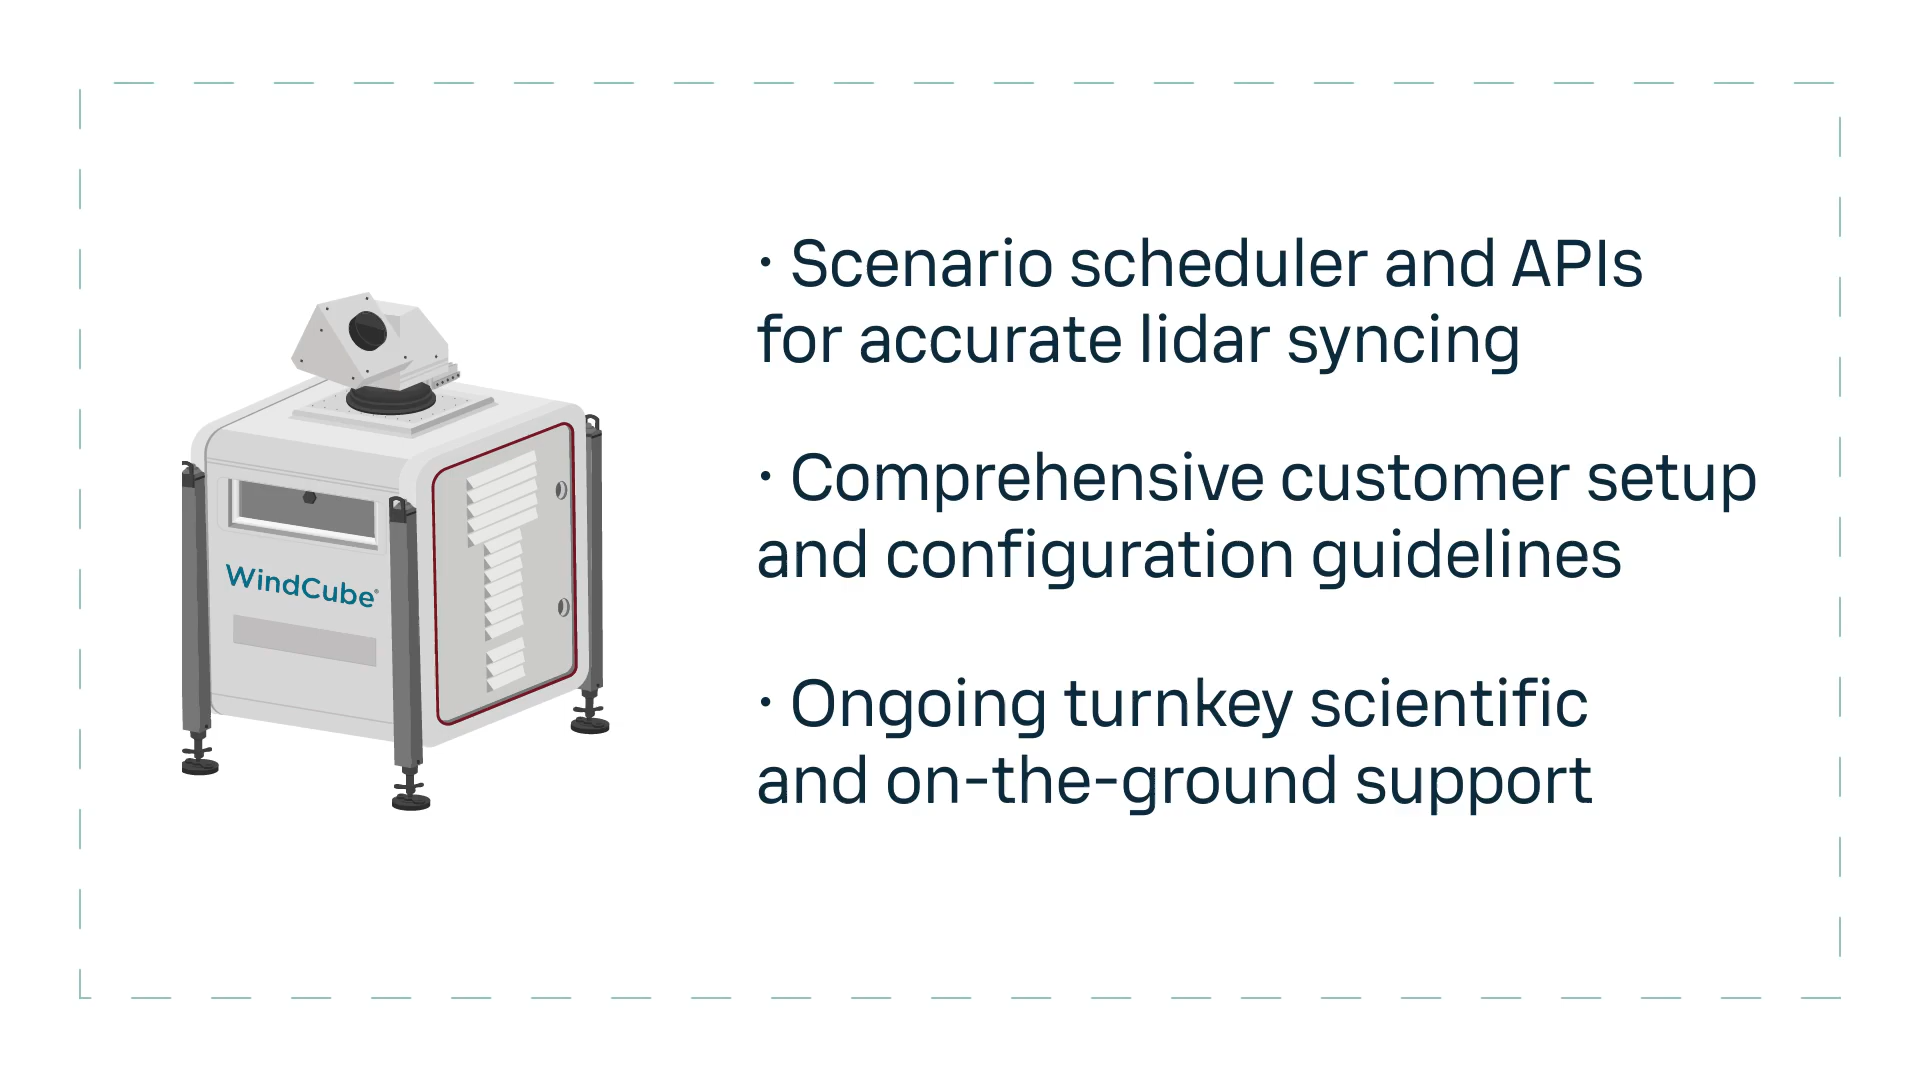 · Scenario scheduler and APIs
for accurate lidar syncing
· Comprehensive customer setup
and configuration guidelines
· Ongoing turnkey scientific
and on-the-ground support
WindCube®